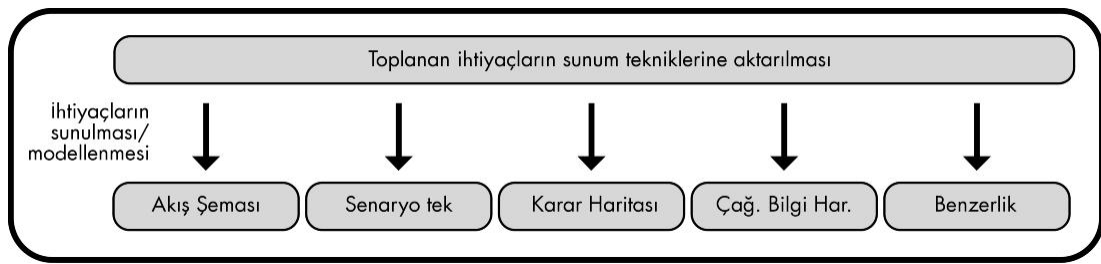 Toplanan ihtiyaçların sunum tekniklerine aktarılması
İhtiyaçların
sunulması/
modellenmesi
Akış Şeması
Senaryo tek
Karar Haritası
Çağ. Bilgi Har.
Benzerlik